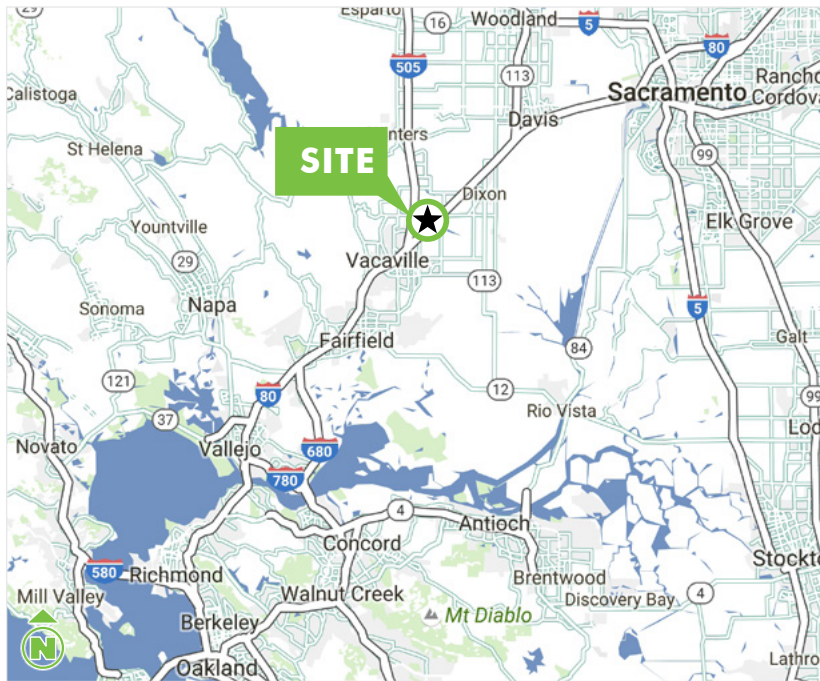 29
Esparto
16
Woodland
5
80
505
113
Rancho
Cordova
Sacramento
Calistoga
Davis
nters
St Helena
99
SITE
Dixon
Yountville
Elk Grove
29
Vacaville
113
Sonoma
Napa
5
Galt
Fairfield
84
121
12
80
99
Rio Vista
37
Lod
Novato
Vallejo
680
780
4
Antioch
Concord
Stockto
580
Richmond
Brentwood
Mill Valley
Walnut Creek
Discovery Bay
4
Mt Diablo
Berkeley
N
Oakland
Lathro